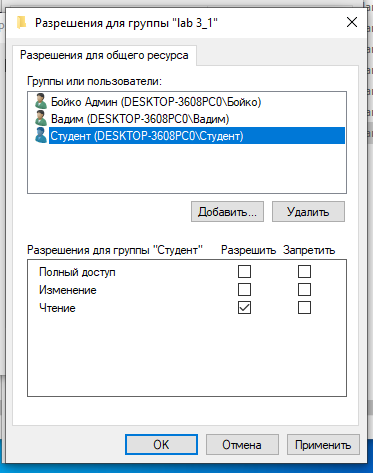 Разрешения для группы "lab 3_1"
Разрешения для общего ресурса
Группы или пользователи:
Бойко Админ (DESKTOP-3608PC0\Бойко)
Вадим (DESKTOP-3608PC0\Вадим)
Студент (DESKTOP-3608PC0\Студент)
Добавить... Удалить
Разрешения для группы "Студент" Разрешить Запретить
Полный доступ
Изменение
Чтение
OK Отмена Применить